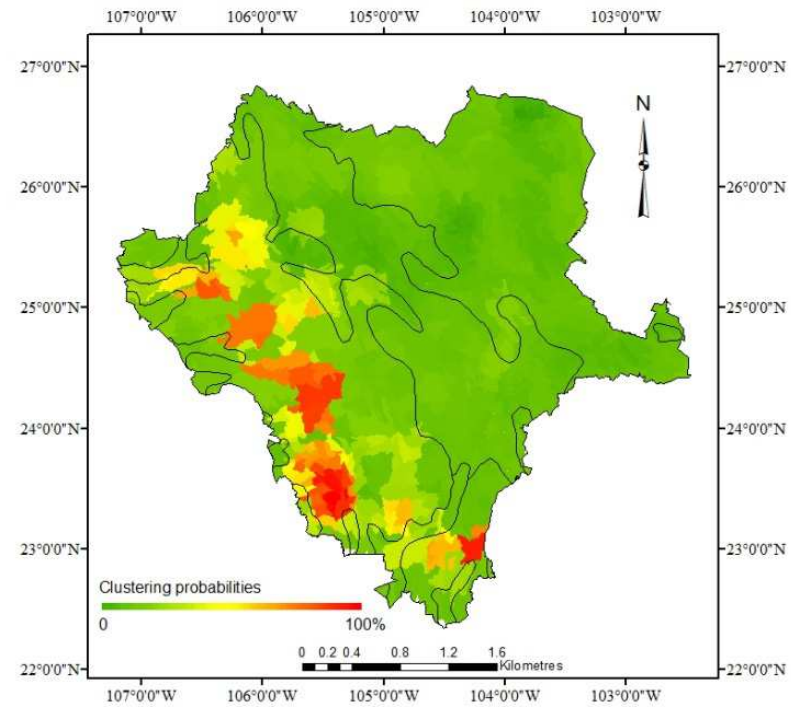 107°0'0"W 106°0'0"W 105°0'0"W 104°0'0"W 103°0'0"W
27°0'0"N 27°0'0"N
N
26°0'0"N 26°0'0"N
25°0'0"N 25°0'0"N
24°0'0"N 24°0'0"N
23°0'0"N 23°0'0"N
Clustering probabilities
0 100%
0 0.2 0.4 0.8 1.2 1.6
Kilometres
22°0'0"N 22°0'0"N
107°0'0"W 106°0'0"W 105°0'0"W 104°0'0"W 103°0'0"W